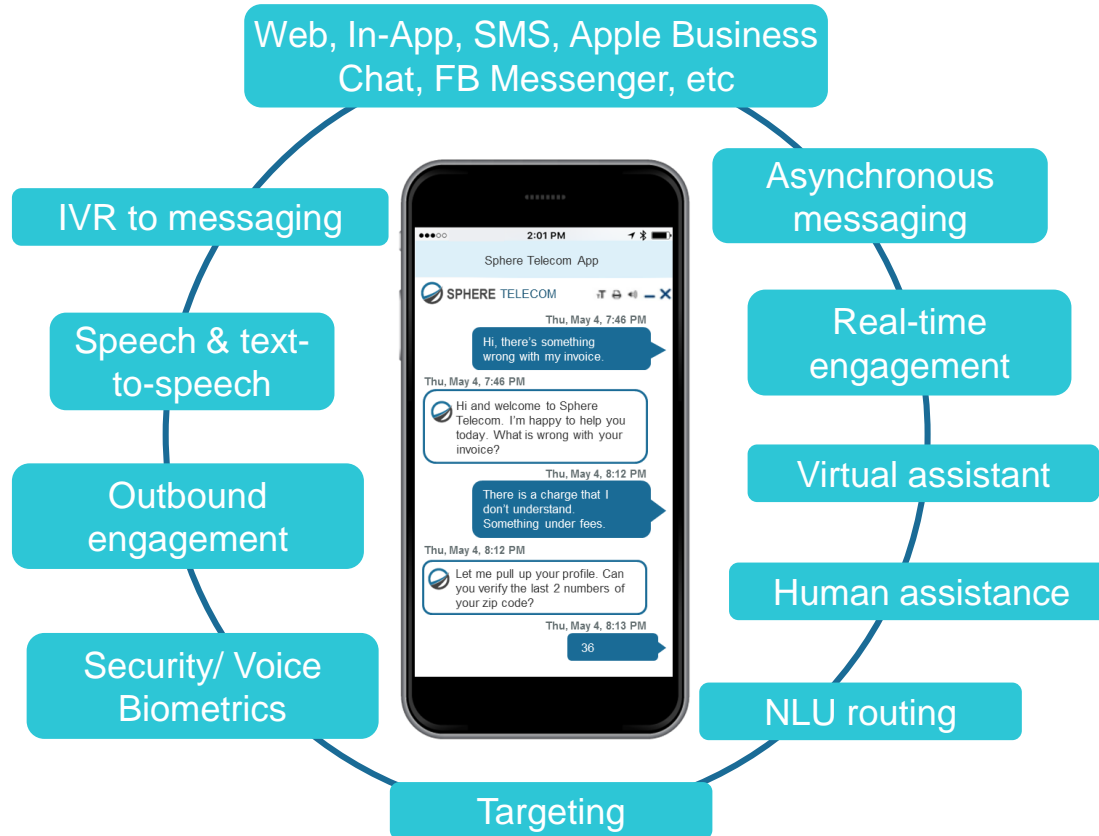 Web, In-App, SMS, Apple Business
Chat, FB Messenger, etc
IVR to messaging
Asynchronous
messaging
Speech & text-
to-speech
Real-time
engagement
Outbound
engagement
Virtual assistant
Human assistance
Security/ Voice
Biometrics
NLU routing
Targeting
2:01 PM
Sphere Telecom App
SPHERE TELECOM
тT
Thu, May 4, 7:46 PM
Hi, there's something
wrong with my invoice.
Thu, May 4, 7:46 PM
Hi and welcome to Sphere
Telecom. I'm happy to help you
today. What is wrong with your
invoice?
Thu, May 4, 8:12 PM
There is a charge that I
don't understand.
Something under fees.
Thu, May 4, 8:12 PM
Let me pull up your profile. Can
you verify the last 2 numbers of
your zip code?
Thu, May 4, 8:13 PM
36